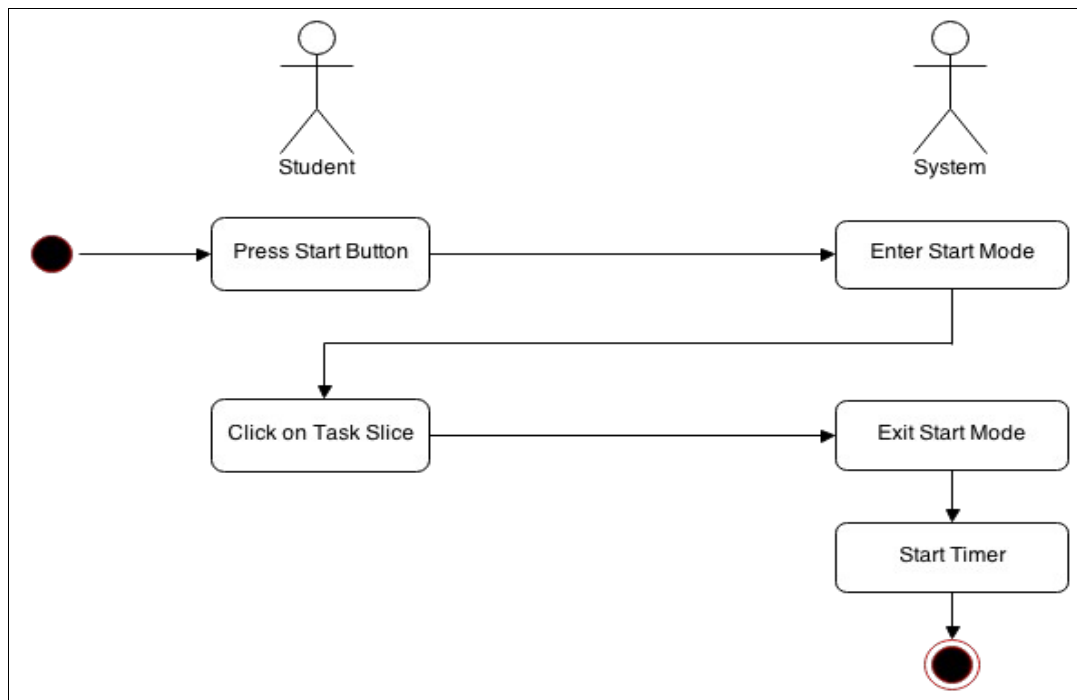 Student
System
Press Start Button
Enter Start Mode
Click on Task Slice
Exit Start Mode
Start Timer